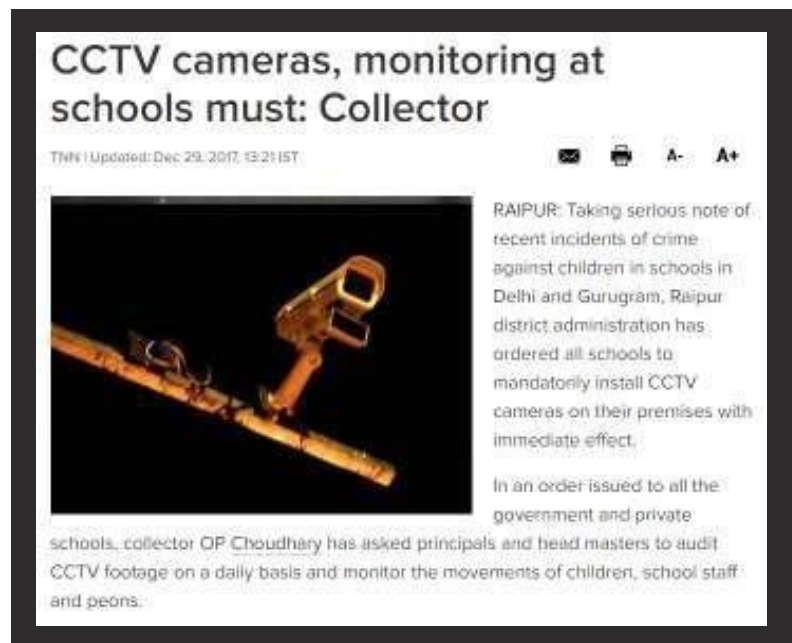 CCTV cameras, monitoring at
schools must: Collector
TNN | Updated: Dec 29, 2017, 13:21 IST
A-
A+
RAIPUR: Taking serious note of
recent incidents of crime
against children in schools in
Delhi and Gurugram, Raipur
district administration has
ordered all schools to
mandatorily install CCTV
cameras on their premises with
immediate effect.
In an order issued to all the
government and private
schools, collector OP Choudhary has asked principals and head masters to audit
CCTV footage on a daily basis and monitor the movements of children, school staff
and peons.